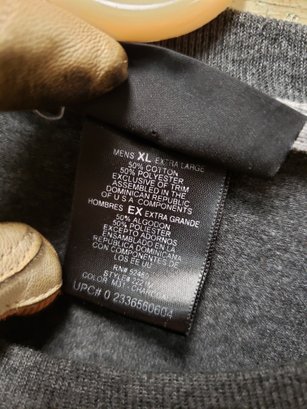 MENS XL EXTRA LARGE
50% COTTON
50% POLYESTER
EXCLUSIVE OF TRIM
ASSEMBLED IN THE
DOMINICAN REPUBLIC
OF U S A COMPONENTS
HOMBRES EX EXTRA GRANDE
50% ALGODON
50% POLIESTER
EXCEPTO ADORNOS
ENSAMBLADO EN LA
REPUBLICA DOMINICANA
CON COMPONENTES DE
LOS EE UU
RN#
STYLE#
COLOR
UPC# 0 2336560604